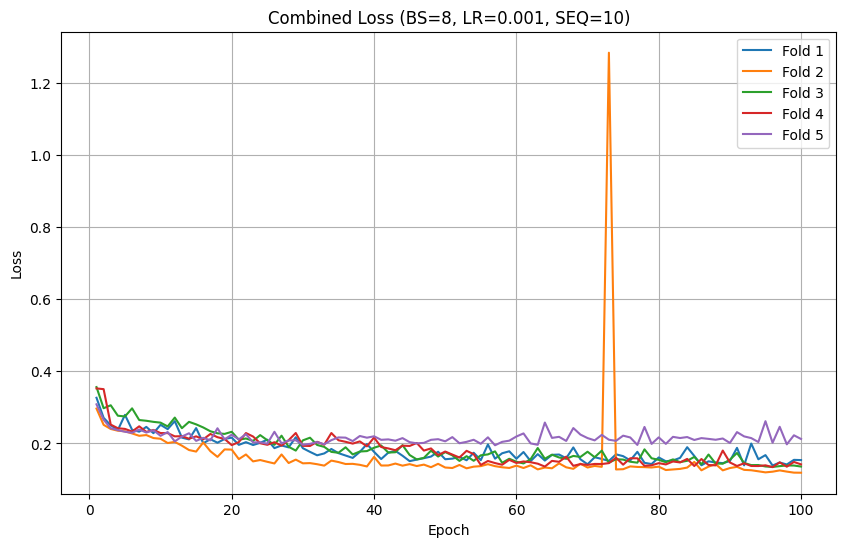 Combined Loss (BS=8, LR=0.001, SEQ=10)
Fold 1
Fold 2
Fold 3
Fold 4
Fold 5
Loss
1.2
1.0
0.8
0.6
0.4
0.2
0 20 40 60 80 100
Epoch